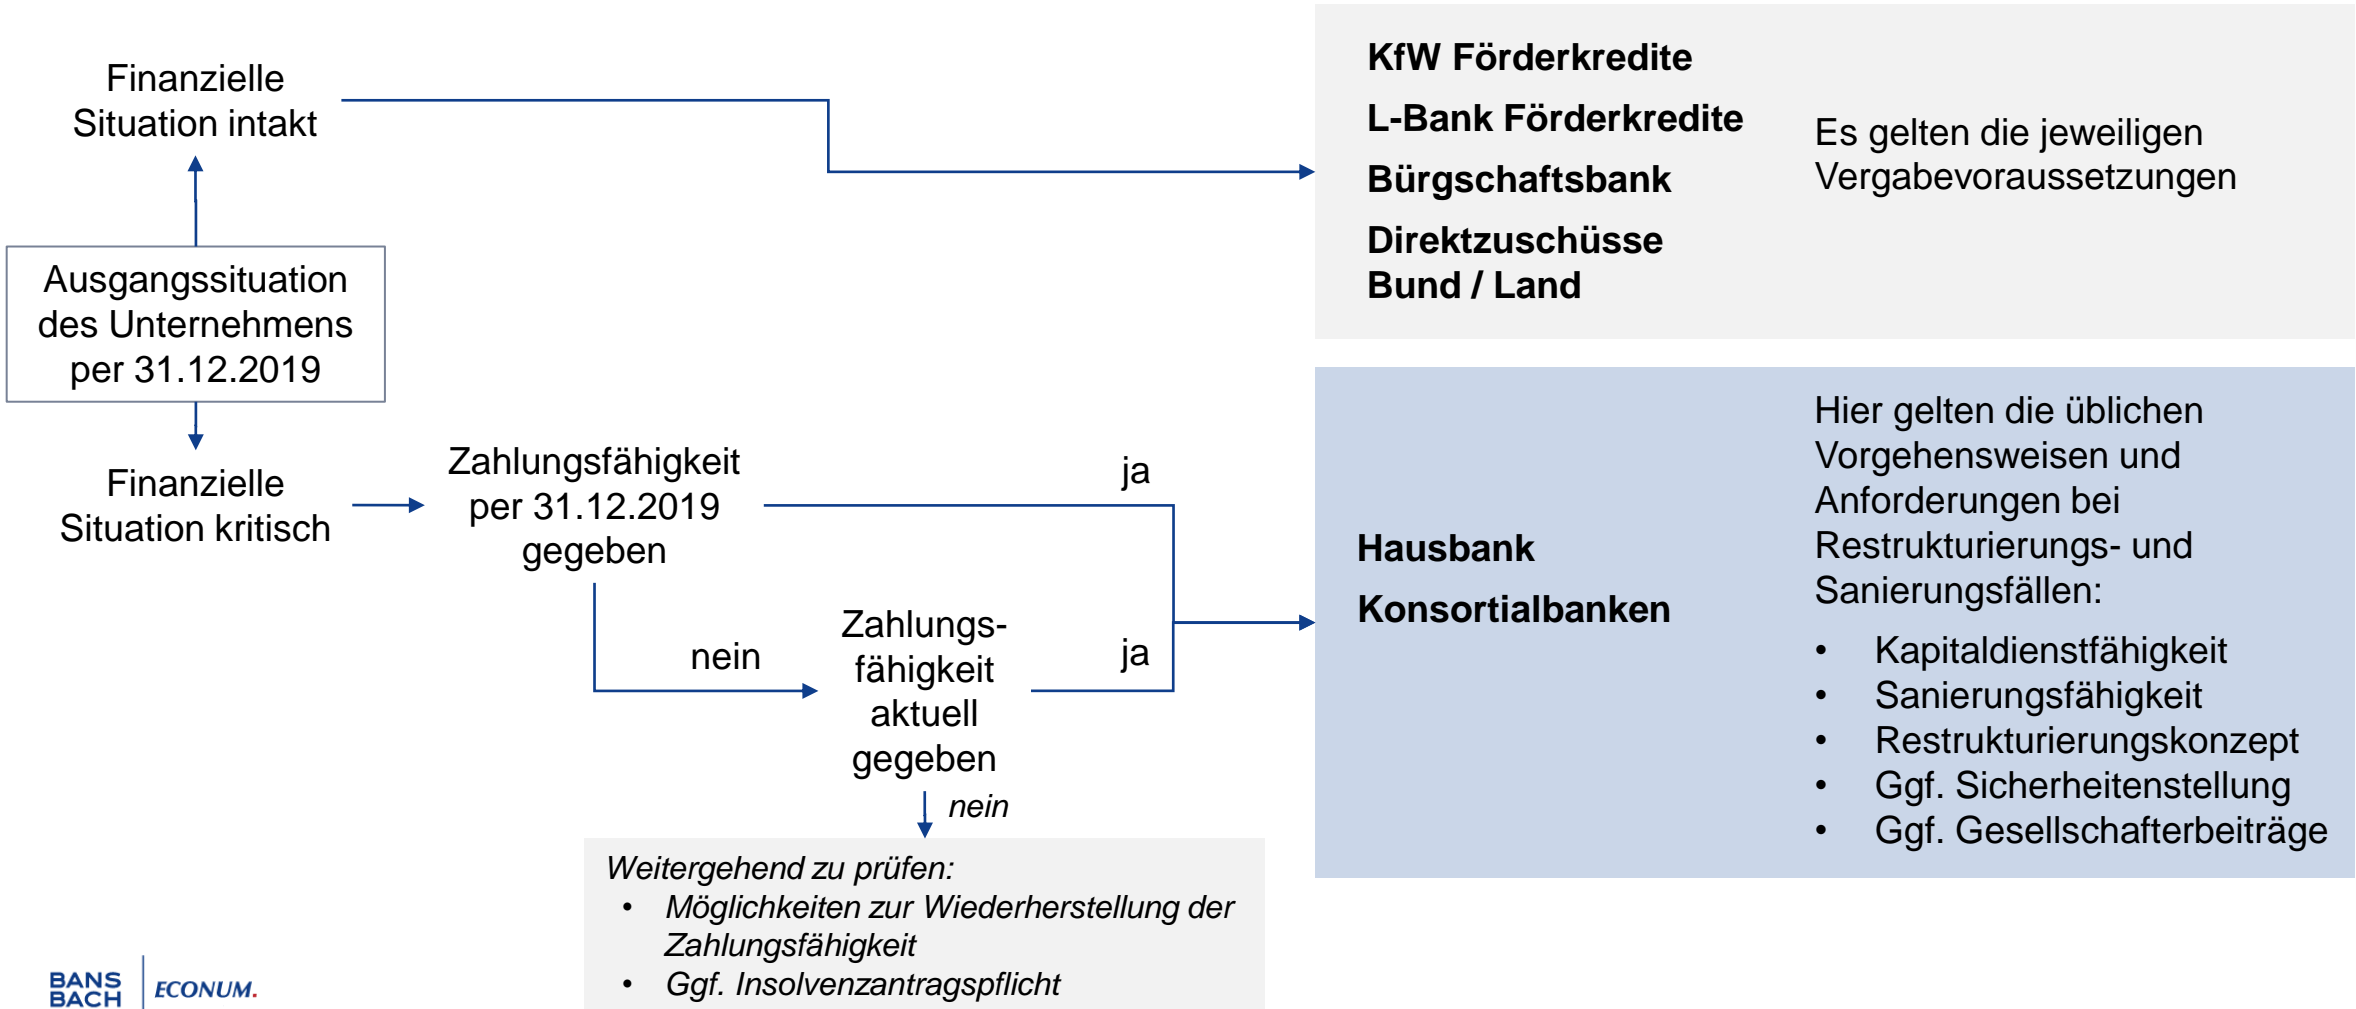 Finanzielle
Situation intakt
Ausgangssituation
des Unternehmens
per 31.12.2019
Finanzielle
Situation kritisch
Zahlungsfähigkeit
per 31.12.2019
gegeben
ja
nein
Zahlungs-
fähigkeit
aktuell
gegeben
ja
nein
Weitergehend zu prüfen:
• Möglichkeiten zur Wiederherstellung der
Zahlungsfähigkeit
• Ggf. Insolvenzantragspflicht
KfW Förderkredite
L-Bank Förderkredite
Bürgschaftsbank
Direktzuschüsse
Bund / Land
Es gelten die jeweiligen
Vergabevoraussetzungen
Hausbank
Konsortialbanken
Hier gelten die üblichen
Vorgehensweisen und
Anforderungen bei
Restrukturierungs- und
Sanierungsfällen:
• Kapitaldienstfähigkeit
• Sanierungsfähigkeit
• Restrukturierungskonzept
• Ggf. Sicherheitenstellung
• Ggf. Gesellschafterbeiträge
BANS
BACH
ECONUM.